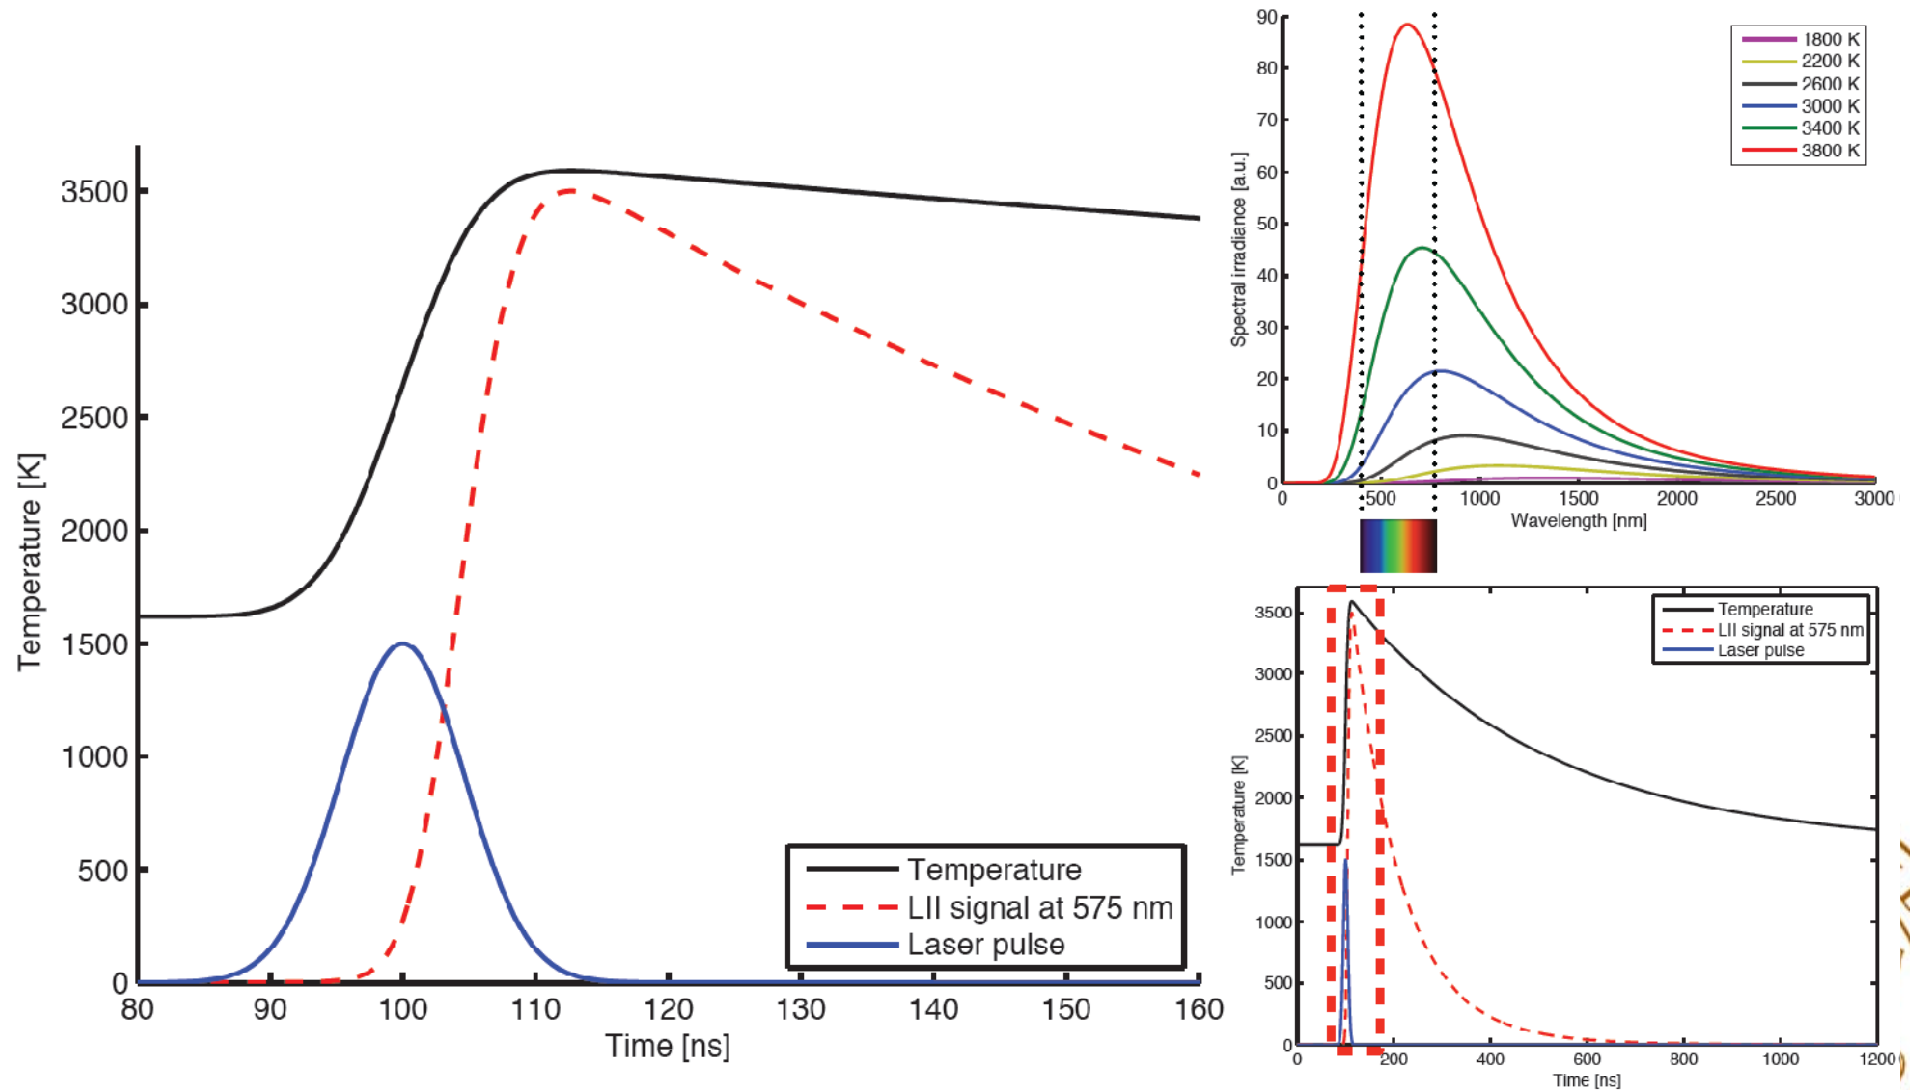 Temperature [K]
3500
3000
2500
2000
1500
1000
500
0
80 90 100 110 120 130 140 150 160
Time [ns]
Temperature
LII signal at 575 nm
Laser pulse
Spectral irradiance [a.u.]
90
80
70
60
50
40
30
20
10
0
0 500 1000 1500 2000 2500 3000
Wavelength [nm]
1800 K
2200 K
2600 K
3000 K
3400 K
3800 K
Temperature [K]
3500
3000
2500
2000
1500
1000
500
0
0 200 400 600 800 1000 1200
Time [ns]
Temperature
LII signal at 575 nm
Laser pulse